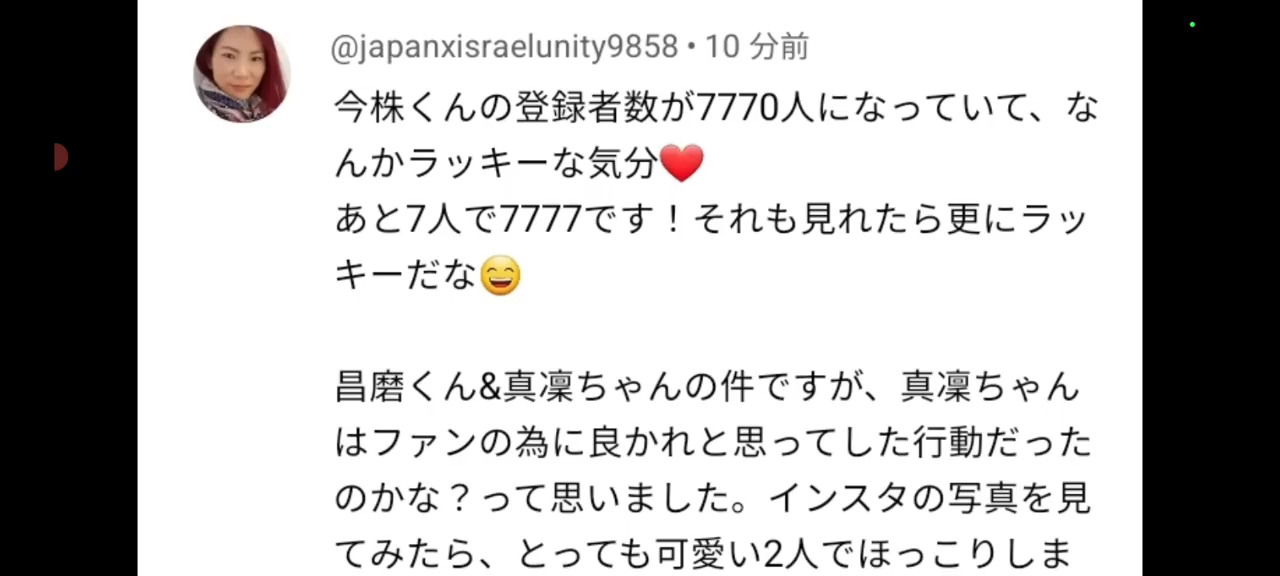 @japanxisraelunity9858 • 10 分前
今株くんの登録者数が7770人になっていて、な
んかラッキーな気分❤️
あと7人で7777です！それも見れたら更にラッ
キーだな😄
昌磨くん&真凜ちゃんの件ですが、真凜ちゃん
はファンの為に良かれと思ってした行動だった
のかな？って思いました。インスタの写真を見
てみたら、とっても可愛い2人でほっこりしま